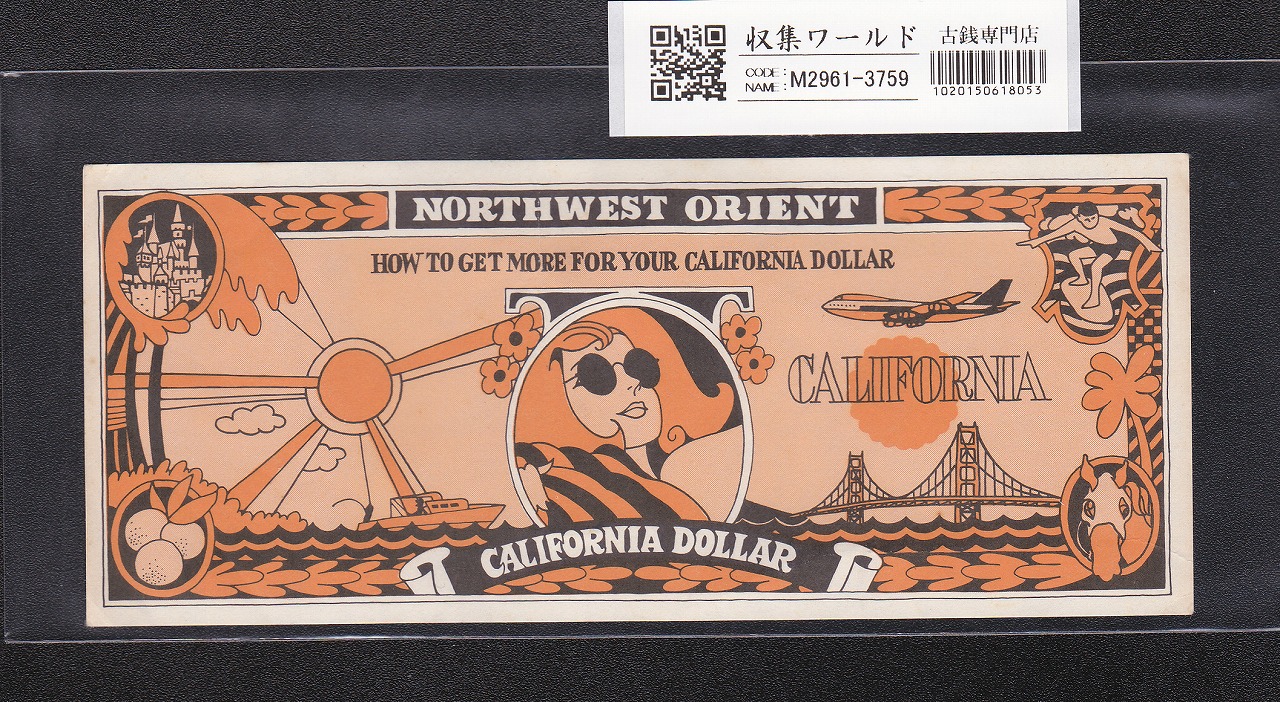 収集ワールド 古銭専門店
CODE:
NAME: M2961-3759
1020150618053
NORTHWEST ORIENT
HOW TO GET MORE FOR YOUR CALIFORNIA DOLLAR
CALIFORNIA
CALIFORNIA DOLLAR